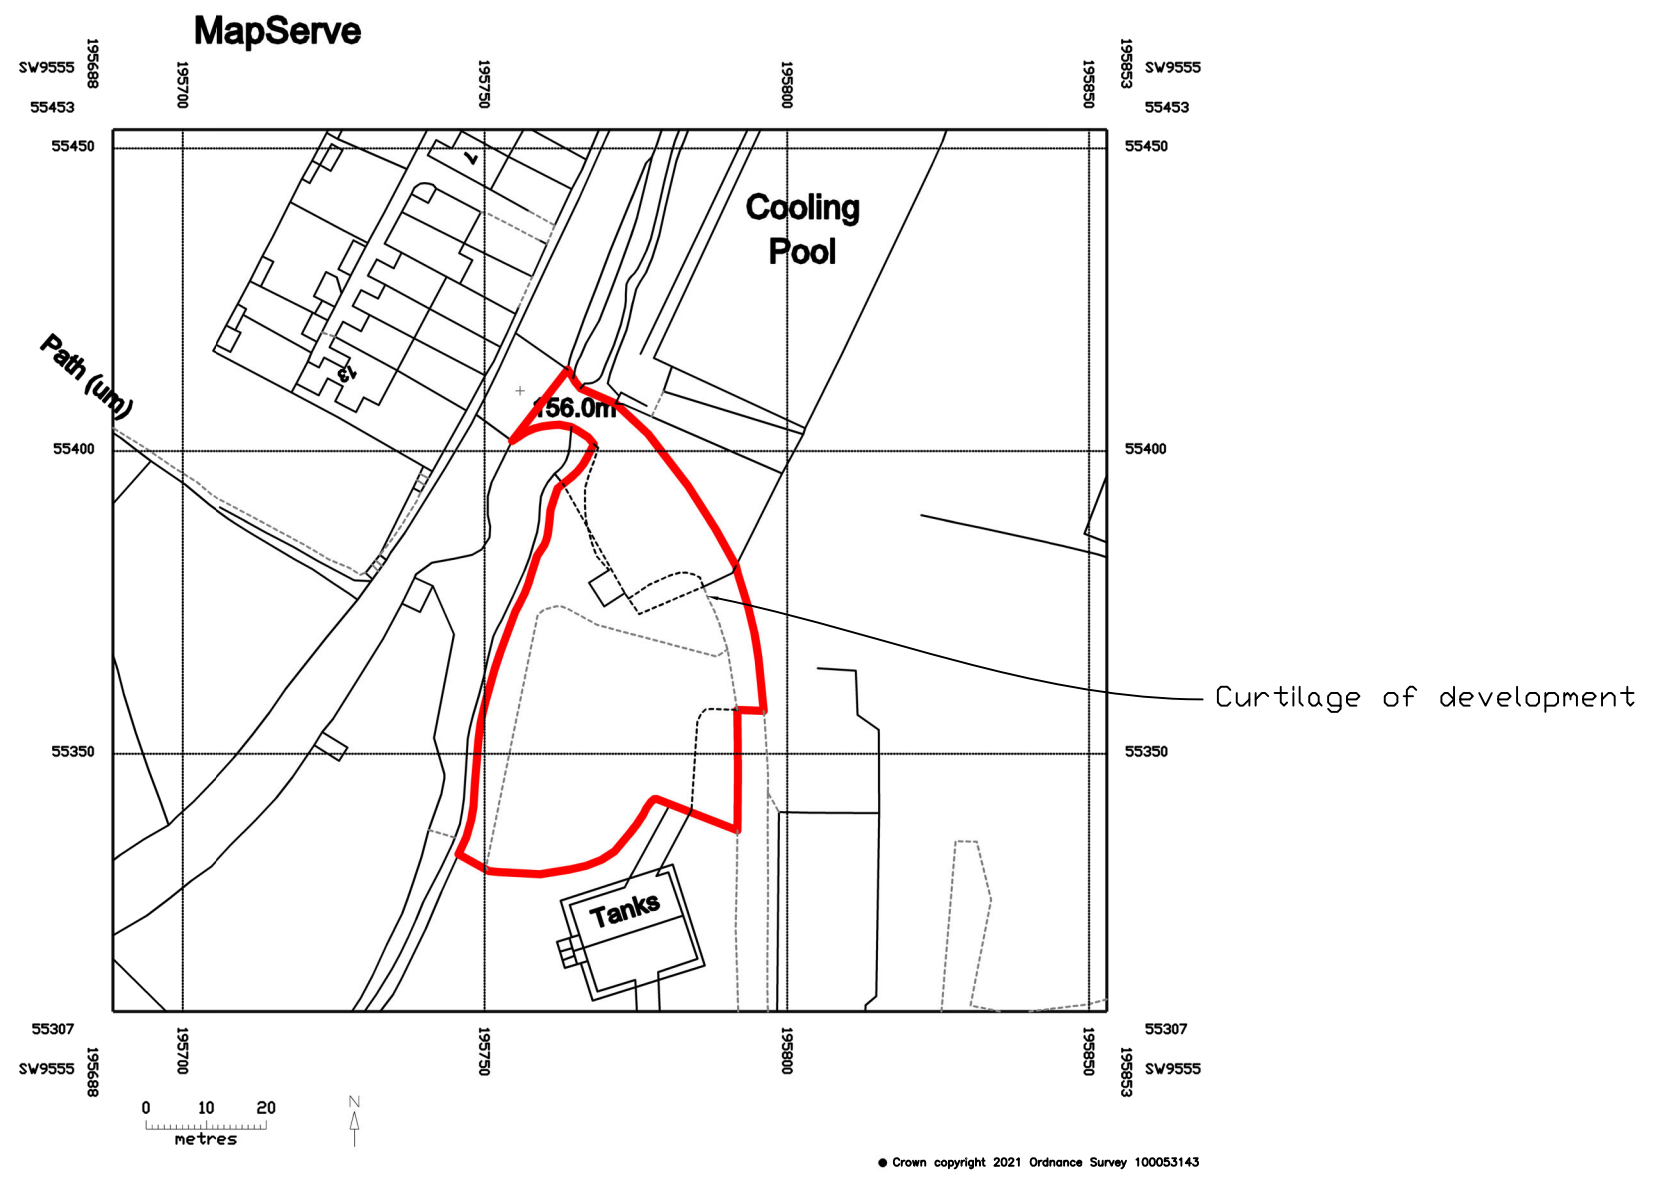 MapServe
195688
195853
SW9555
195700
195750
195800
195850
SW9555
55453
55453
55450
55450
7
Cooling
Pool
Path (um)
73
156.0m
55400
55400
Curtilage of development
55350
55350
Tanks
55307
55307
195688
195700
195750
195800
195850
195853
SW9555
SW9555
0 10 20
N
metres
Crown copyright 2021 Ordnance Survey 100053143